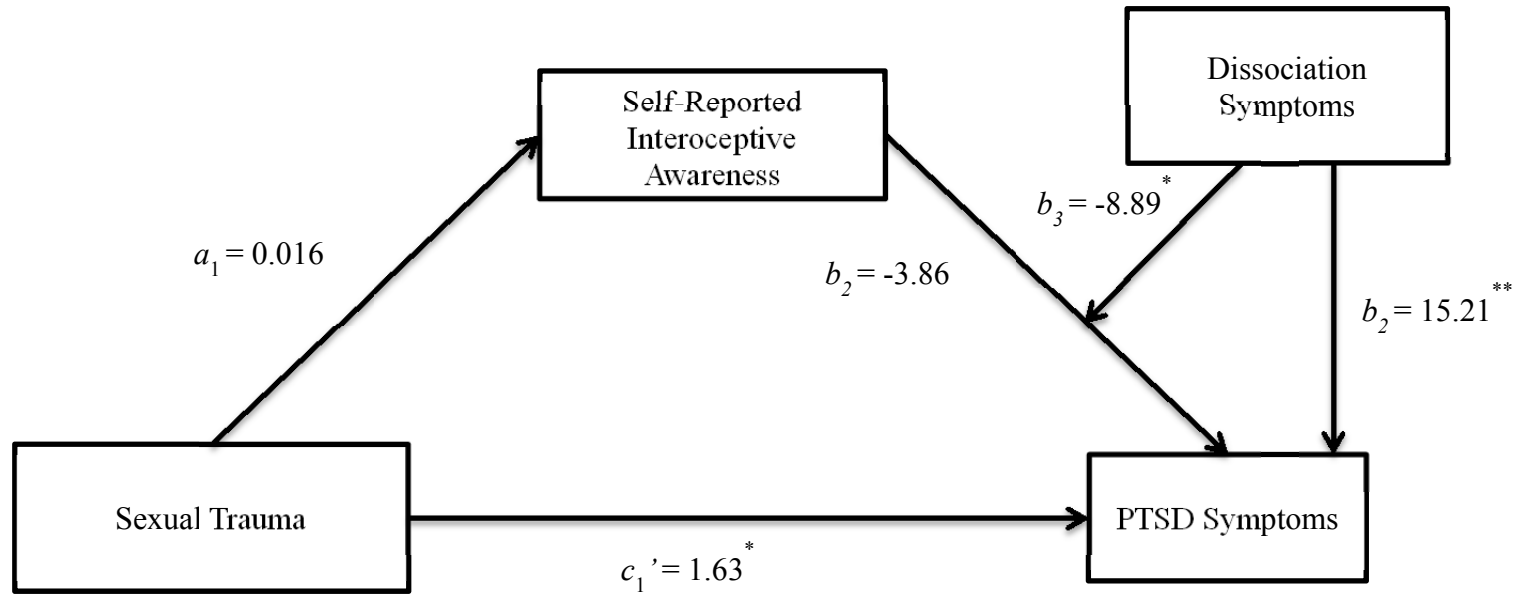 Dissociation
Symptoms
Self-Reported
Interoceptive
Awareness
b3 = -8.89*
a1 = 0.016
b2 = -3.86
b2 = 15.21**
Sexual Trauma
PTSD Symptoms
c1’= 1.63*